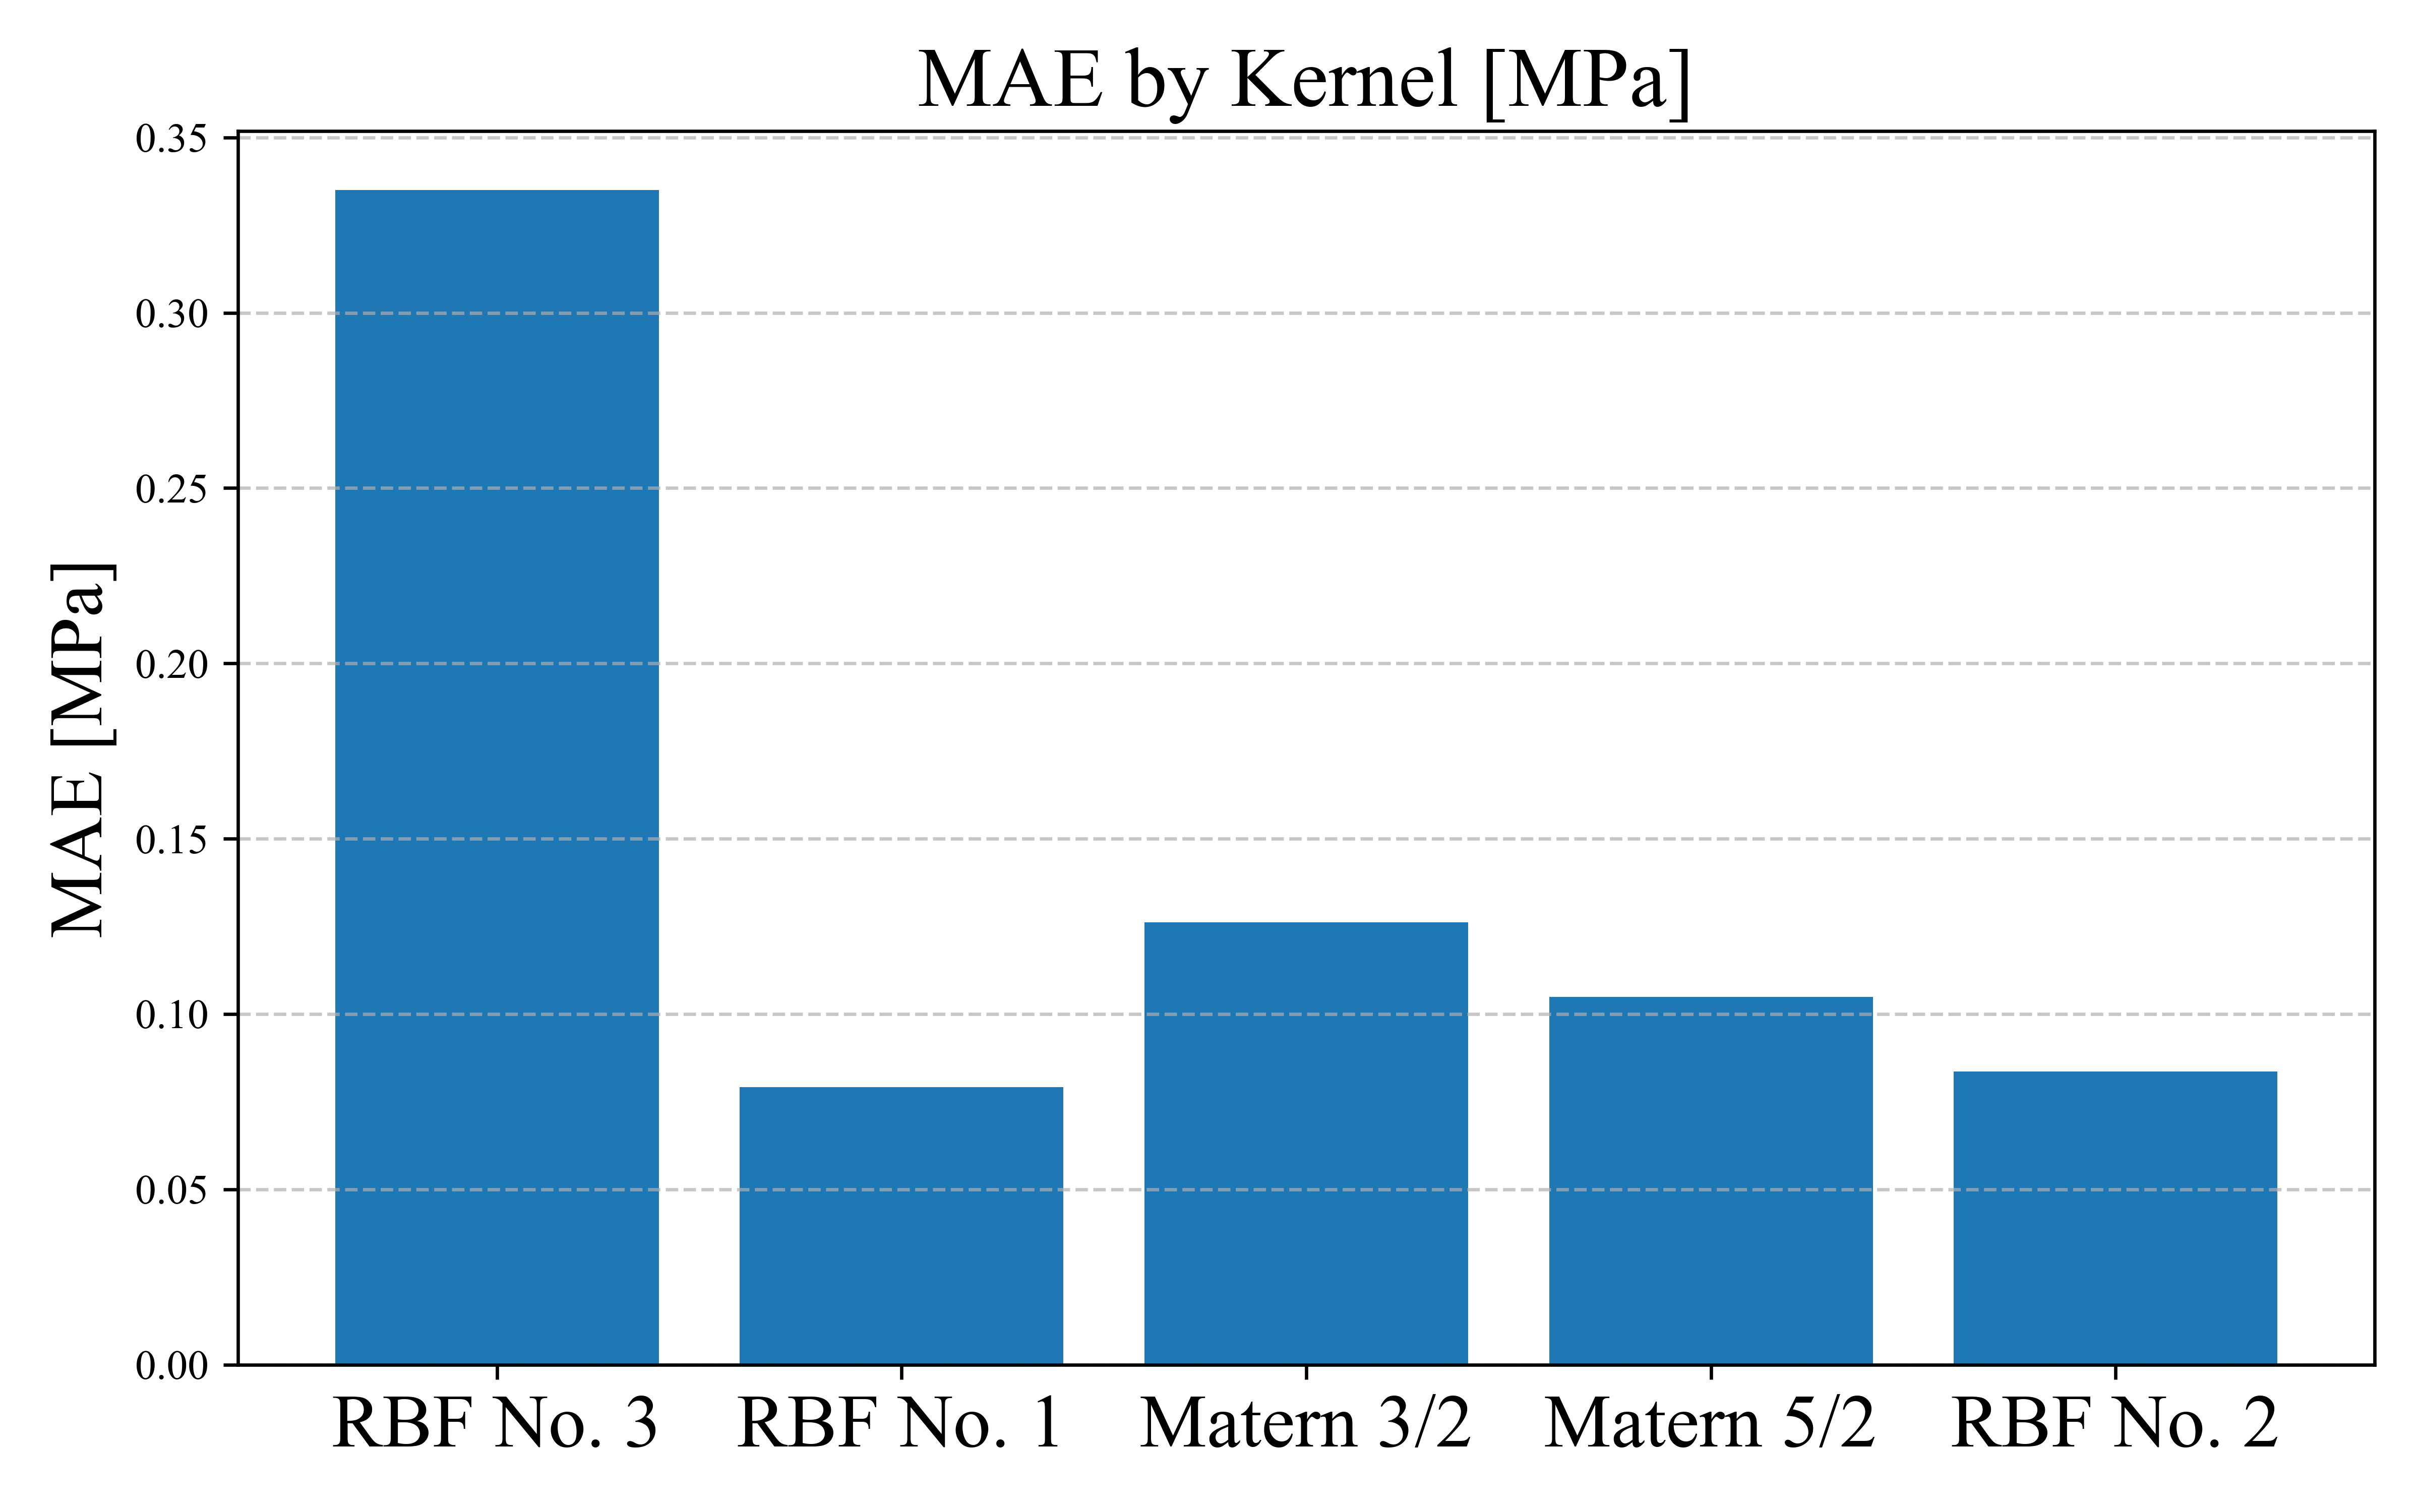 MAE by Kernel [MPa]
MAE [MPa]
0.35
0.30
0.25
0.20
0.15
0.10
0.05
0.00
RBF No. 3 RBF No. 1 Matern 3/2 Matern 5/2 RBF No. 2